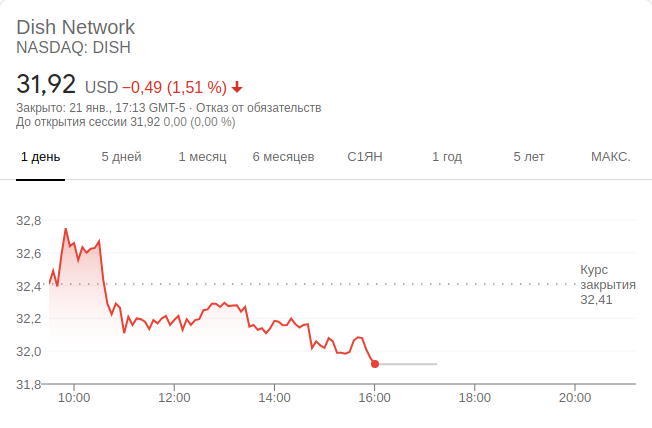 Dish Network
NASDAQ: DISH
31,92 USD −0,49 (1,51 %)
Закрыто: 21 янв., 17:13 GMT-5 · Отказ от обязательств
До открытия сессии 31,92 0,00 (0,00 %)
1 день 5 дней 1 месяц 6 месяцев С1ЯН 1 год 5 лет МАКС.
32,8
32,6
32,4
32,2
32,0
31,8
Курс
закрытия
32,41
10:00 12:00 14:00 16:00 18:00 20:00